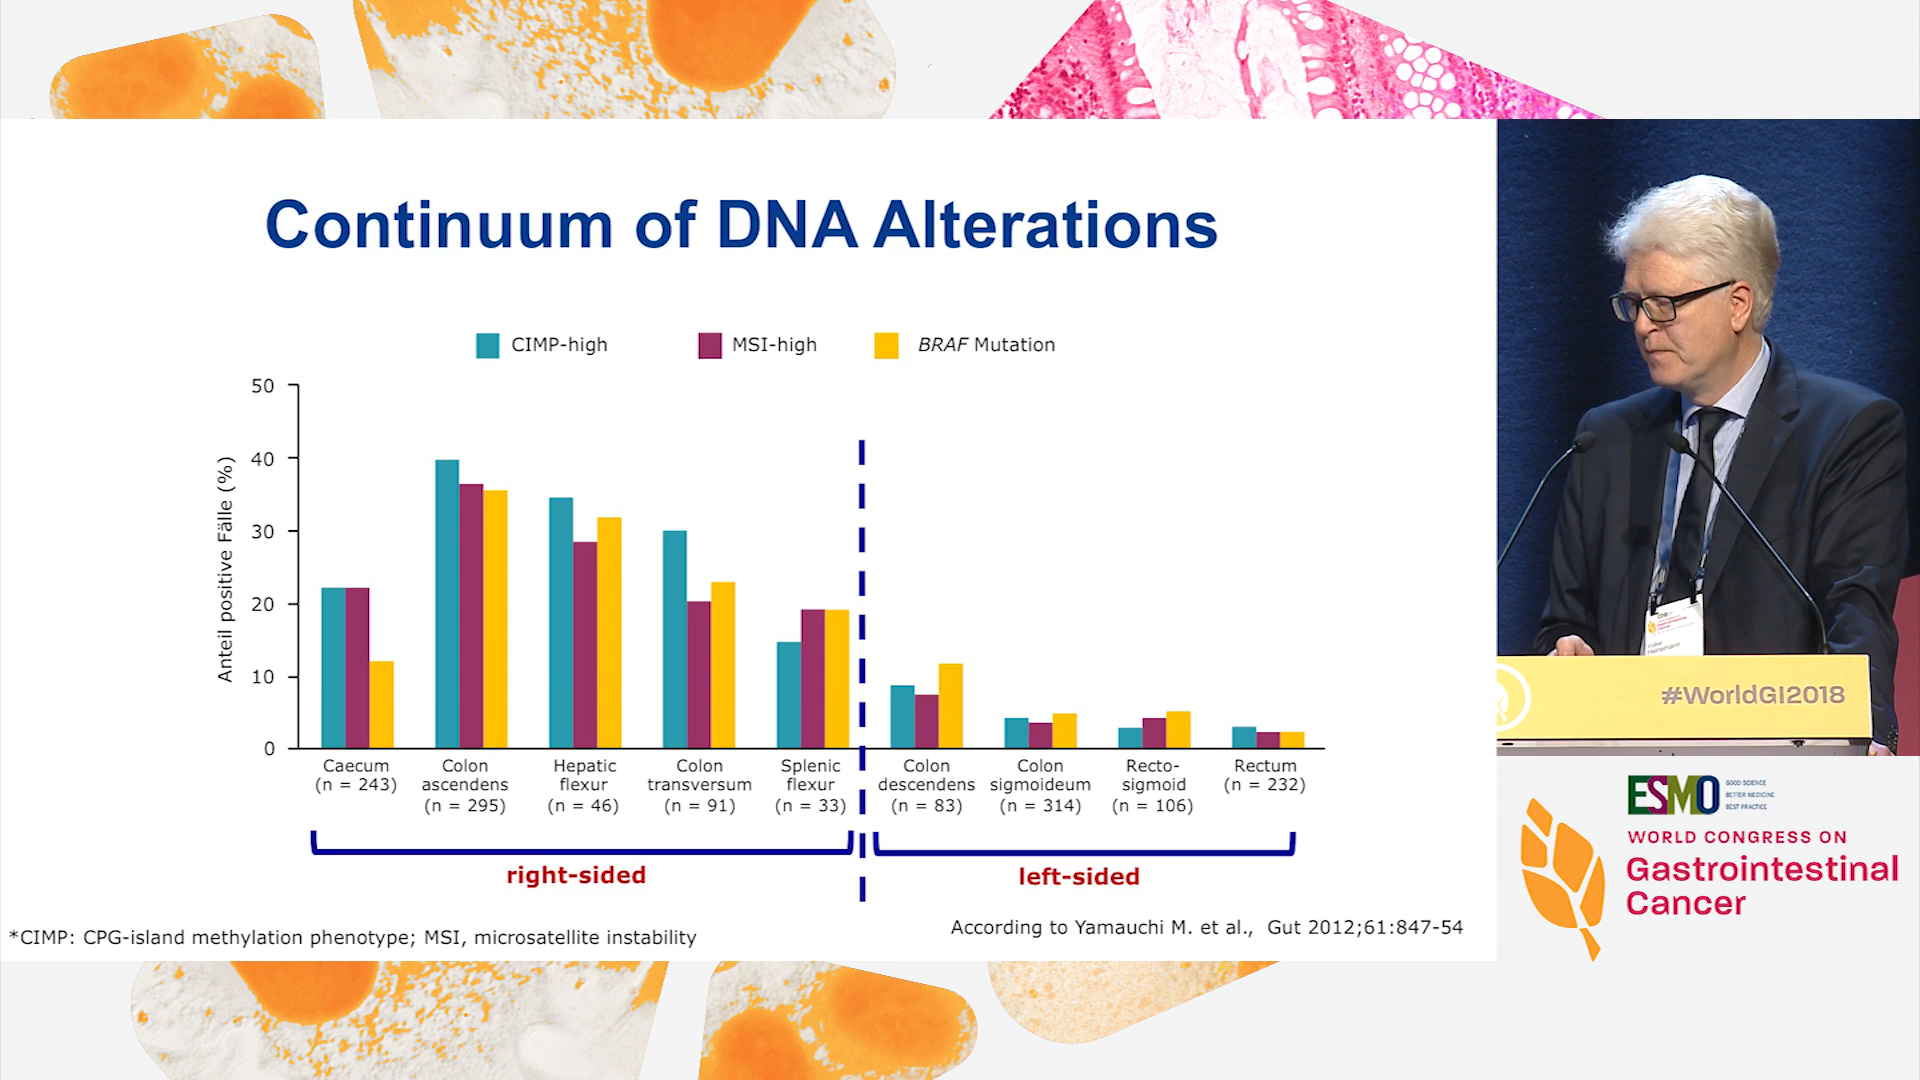 Continuum of DNA Alterations
CIMP-high
MSI-high
BRAF Mutation
Anteil positive Fälle (%)
50
40
30
20
10
0
Caecum
(n = 243)
Colon
ascendens
(n = 295)
Hepatic
flexur
(n = 46)
Colon
transversum
(n = 91)
Splenic
flexur
(n = 33)
Colon
descendens
(n = 83)
Colon
sigmoideum
(n = 314)
Recto-
sigmoid
(n = 106)
Rectum
(n = 232)
right-sided
left-sided
*CIMP: CPG-island methylation phenotype; MSI, microsatellite instability
According to Yamauchi M. et al., Gut 2012;61:847-54
#WorldGI2018
Gastrointestinal
Cancer
Heinemann
ESMO
GOOD SCIENCE
BETTER MEDICINE
BEST PRACTICE
WORLD CONGRESS ON
Gastrointestinal
Cancer